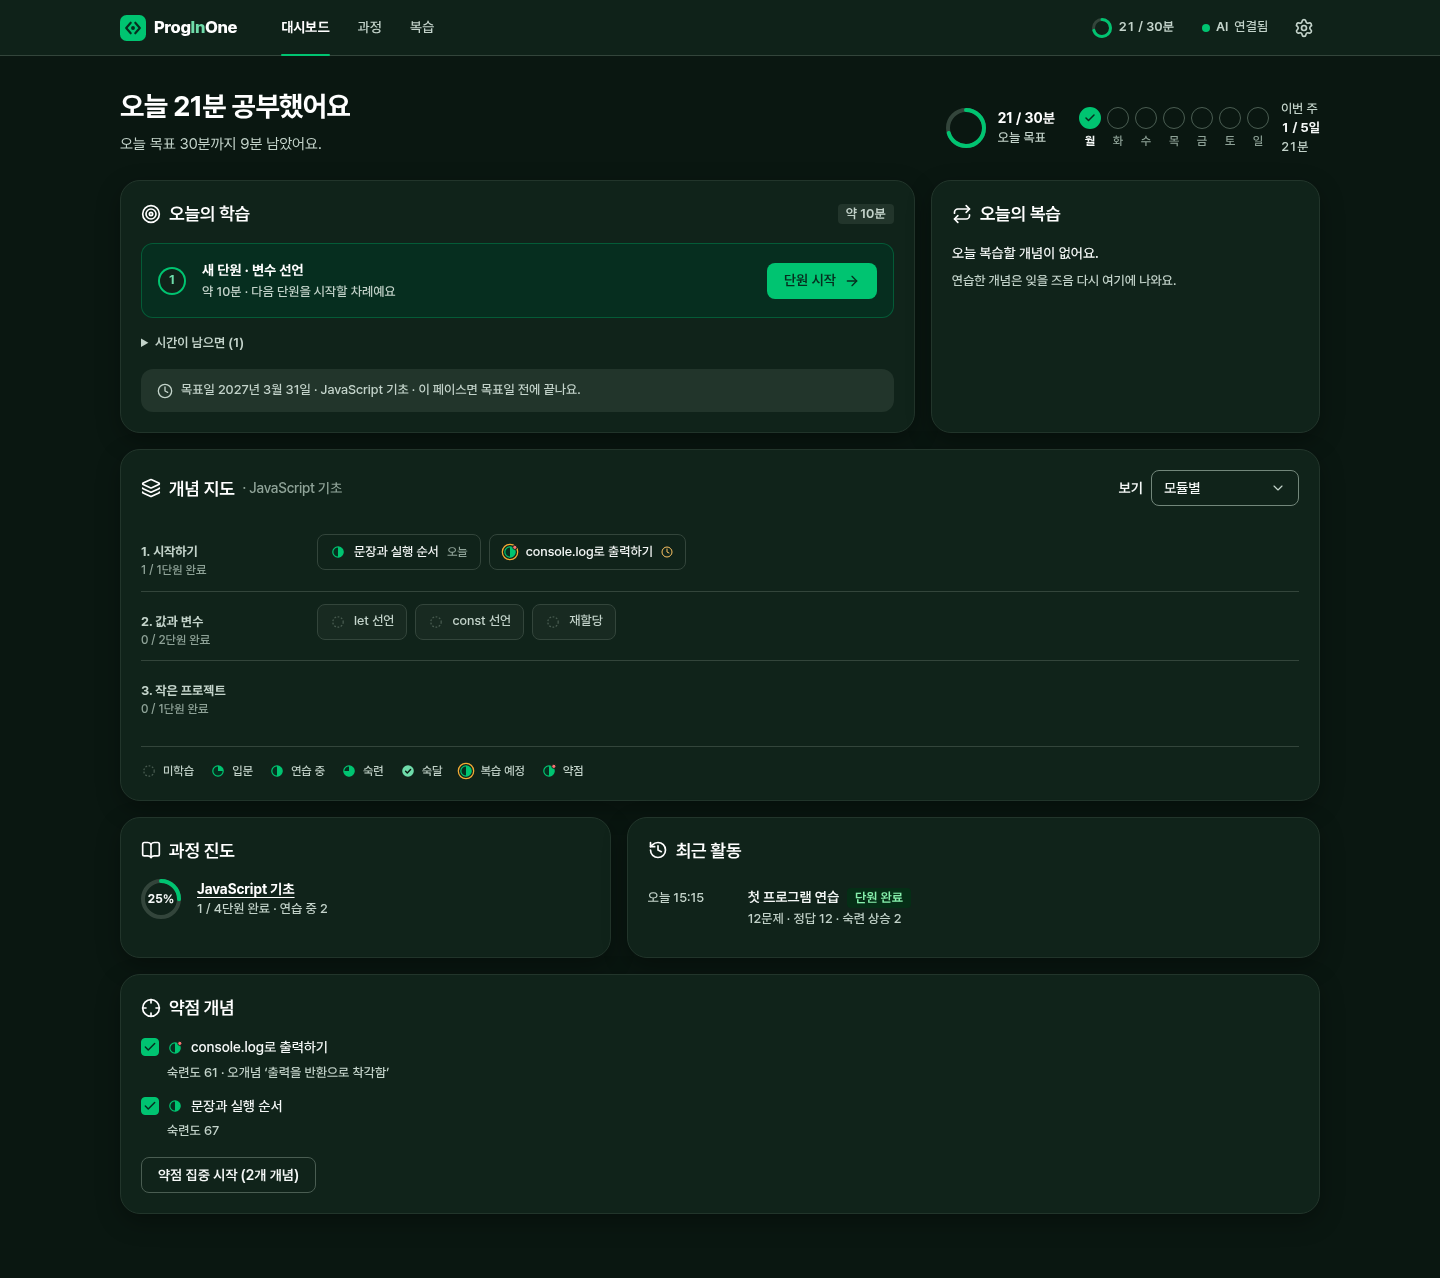 ProgInOne
대시보드
과정
복습
21 / 30분
AI 연결됨
오늘 21분 공부했어요
오늘 목표 30분까지 9분 남았어요.
21 / 30분
오늘 목표
월 화 수 목 금 토 일
이번 주
1 / 5일
21분
오늘의 학습
약 10분
1
새 단원 · 변수 선언
약 10분 · 다음 단원을 시작할 차례예요
단원 시작
시간이 남으면 (1)
목표일 2027년 3월 31일 · JavaScript 기초 · 이 페이스면 목표일 전에 끝나요.
오늘의 복습
오늘 복습할 개념이 없어요.
연습한 개념은 잊을 즈음 다시 여기에 나와요.
개념 지도 · JavaScript 기초
보기
모듈별
1. 시작하기
1 / 1단원 완료
문장과 실행 순서 오늘
console.log로 출력하기
2. 값과 변수
0 / 2단원 완료
let 선언
const 선언
재할당
3. 작은 프로젝트
0 / 1단원 완료
미학습
입문
연습 중
숙련
숙달
복습 예정
약점
과정 진도
25%
JavaScript 기초
1 / 4단원 완료 · 연습 중 2
최근 활동
오늘 15:15
첫 프로그램 연습 단원 완료
12문제 · 정답 12 · 숙련 상승 2
약점 개념
console.log로 출력하기
숙련도 61 · 오개념 '출력을 반환으로 착각함'
문장과 실행 순서
숙련도 67
약점 집중 시작 (2개 개념)